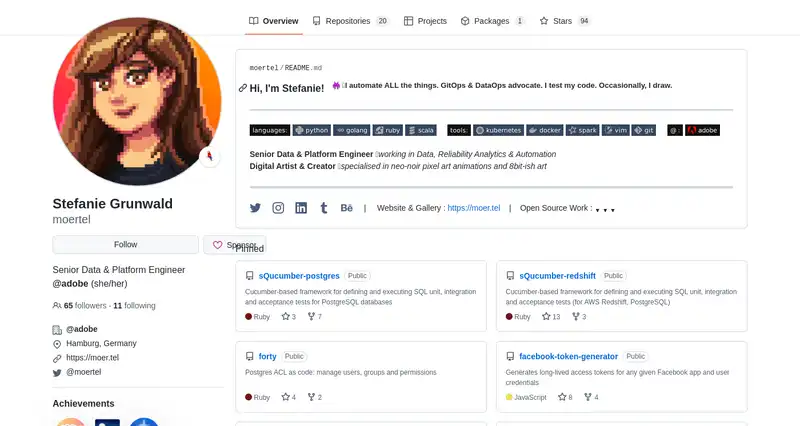 Overview
Repositories 20
Projects
Packages 1
Stars 94
Stefanie Grunwald
moertel
Follow
Sponsor
Senior Data & Platform Engineer
@adobe (she/her)
65 followers · 11 following
@adobe
Hamburg, Germany
https://moer.tel
@moertel
Achievements
moertel/README.md
Hi, I'm Stefanie! I automate ALL the things. GitOps & DataOps advocate. I test my code. Occasionally, I draw.
languages: python golang ruby scala tools: kubernetes docker spark vim git @ : adobe
Senior Data & Platform Engineer working in Data, Reliability Analytics & Automation
Digital Artist & Creator specialised in neo-noir pixel art animations and 8bit-ish art
Bē | Website & Gallery : https://moer.tel | Open Source Work :
Pinned
sQucumber-postgres Public
Cucumber-based framework for defining and executing SQL unit, integration
and acceptance tests for PostgreSQL databases
Ruby 3 7
sQucumber-redshift Public
Cucumber-based framework for defining and executing SQL unit, integration
and acceptance tests (for AWS Redshift, PostgreSQL)
Ruby 13 3
forty Public
Postgres ACL as code: manage users, groups and permissions
Ruby 4 2
facebook-token-generator Public
Generates long-lived access tokens for any given Facebook app and user
credentials
JavaScript 8 4